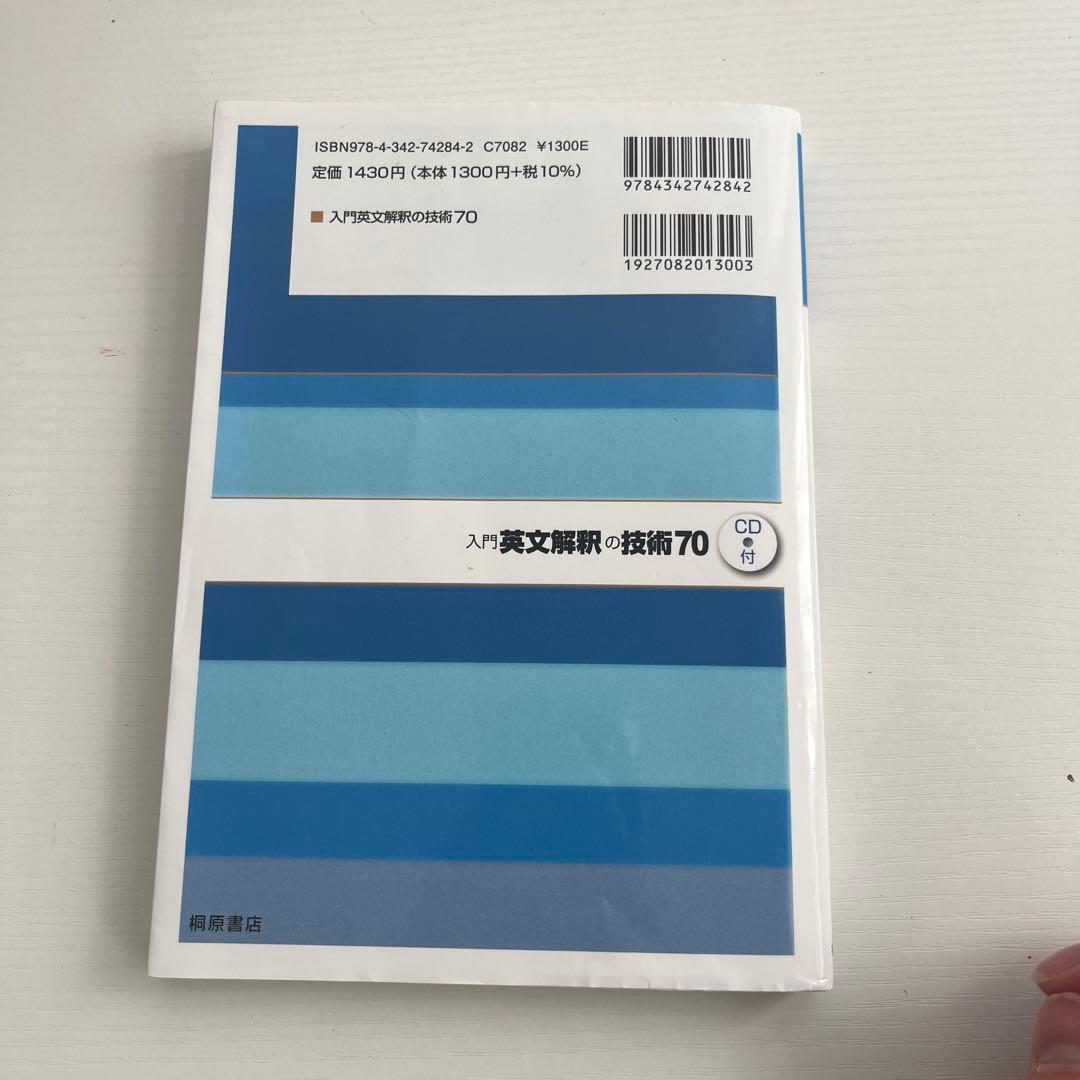 ISBN978-4-342-74284-2 C7082 ¥1300E
定価1430円(本体1300円+税10%)
■ 入門英文解釈の技術70
9784342742842
1927082013003
入門英文解釈の技術70
CD
付
桐原書店